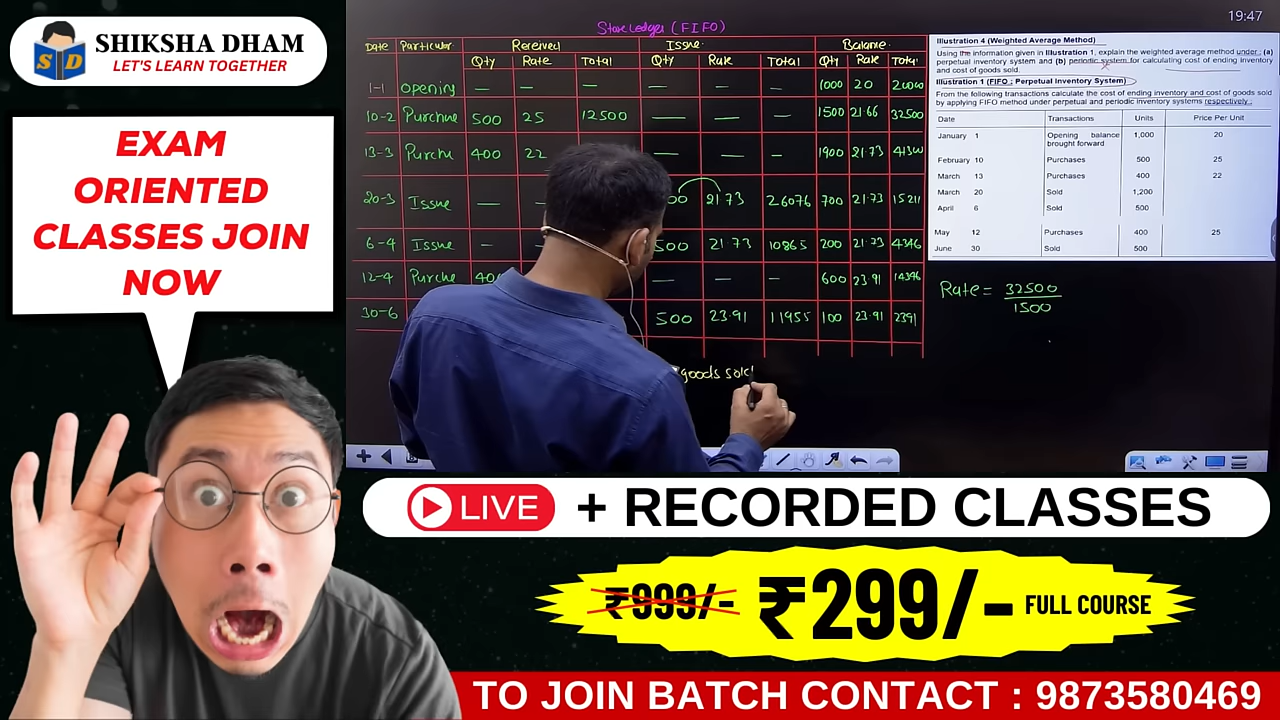 SHIKSHA DHAM
LET'S LEARN TOGETHER
S D
EXAM
ORIENTED
CLASSES JOIN
NOW
19:47
Store Ledger (FIFO)
Date Particular Received Issue Balance
Qty Rate Total Qty Rate Total Qty Rate Total
1-1 Opening — — — — — — 1000 20 20000
10-2 Purchne 500 25 12500 — — — 1500 21.66 32500
13-3 Purche 400 22 — — 1900 21.73
20-3 Issue — — 21.73 26076 700 21.73 15211
6-4 Issue - 500 21.73 10865 200 21.73 4346
12-4 Purche — — 600 23.91 14346
30-6 500 23.91 11955 100 23.91 2391
goods sold
Illustration 4 (Weighted Average Method)
Using the information given in Illustration 1, explain the weighted average method under : (a)
perpetual inventory system and (b) periodic system for calculating cost of ending inventory
and cost of goods sold.
Illustration 1 (FIFO : Perpetual Inventory System)
From the following transactions calculate the cost of ending inventory and cost of goods sold
by applying FIFO method under perpetual and periodic inventory systems respectively :
Date Transactions Units Price Per Unit
January 1 Opening balance 1,000 20
brought forward
February 10 Purchases 500 25
March 13 Purchases 400 22
March 20 Sold 1,200
April 6 Sold 500
May 12 Purchases 400 25
June 30 Sold 500
Rate = 32500
1500
LIVE + RECORDED CLASSES
₹999/- ₹299/- FULL COURSE
TO JOIN BATCH CONTACT : 9873580469